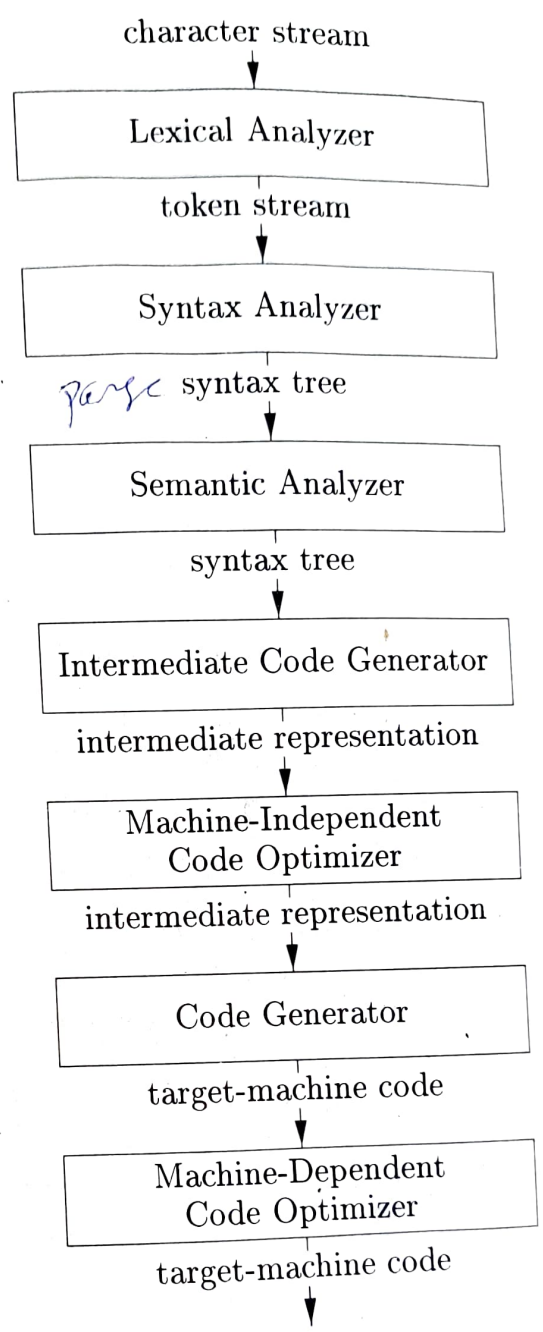 character stream
Lexical Analyzer
token stream
Syntax Analyzer
parse syntax tree
Semantic Analyzer
syntax tree
Intermediate Code Generator
intermediate representation
Machine-Independent
Code Optimizer
intermediate representation
Code Generator
target-machine code
Machine-Dependent
Code Optimizer
target-machine code